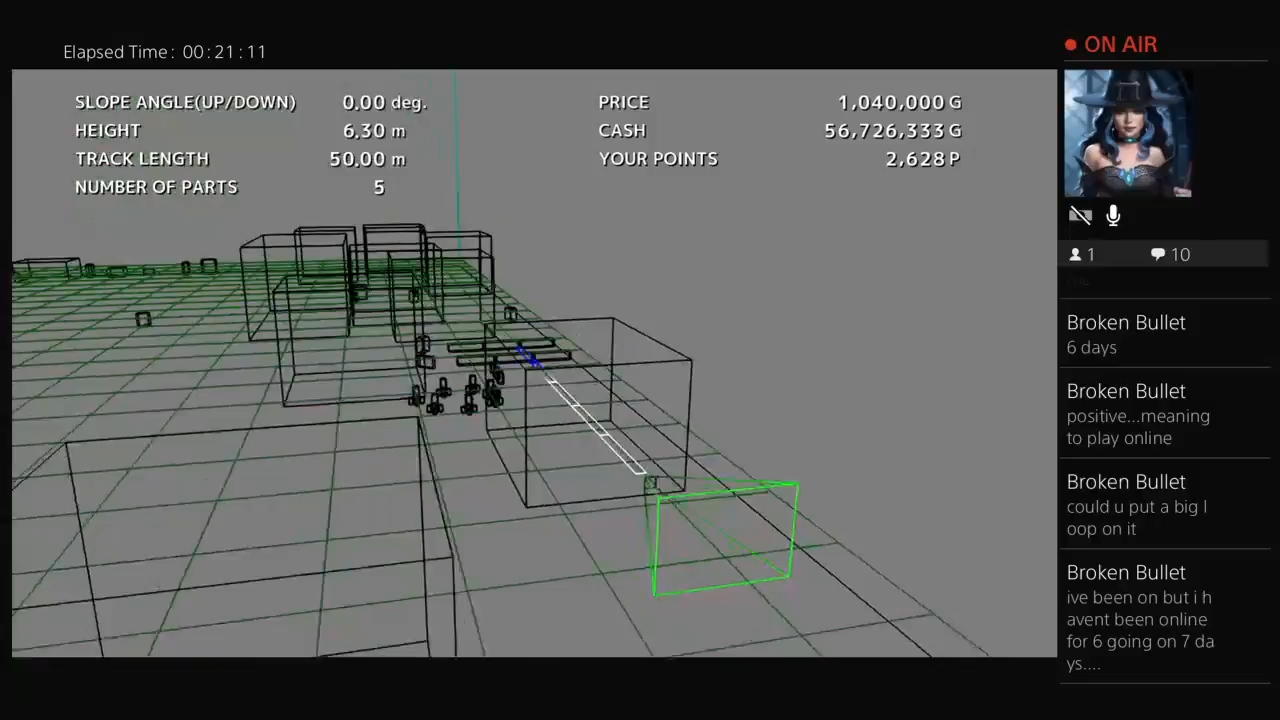 Elapsed Time: 00:21:11
ON AIR
SLOPE ANGLE(UP/DOWN) 0.00 deg.
HEIGHT 6.30 m
TRACK LENGTH 50.00 m
NUMBER OF PARTS 5
PRICE 1,040,000 G
CASH 56,726,333 G
YOUR POINTS 2,628 P
1 10
Broken Bullet
6 days
Broken Bullet
positive...meaning
to play online
Broken Bullet
could u put a big l
oop on it
Broken Bullet
ive been on but i h
avent been online
for 6 going on 7 da
ys....